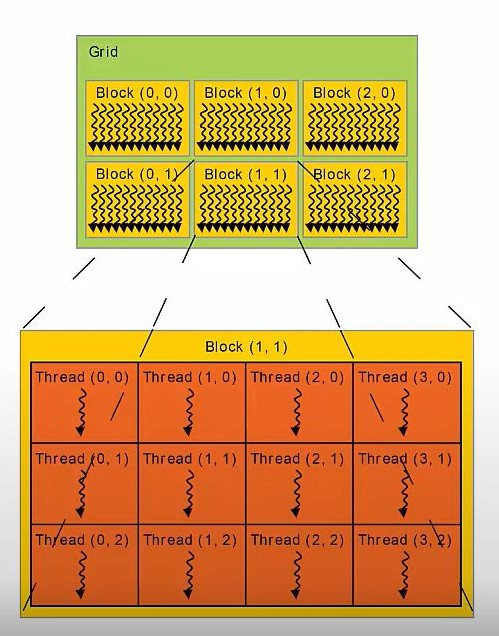 Grid
Block (0, 0) Block (1, 0) Block (2, 0)
Block (0, 1) Block (1, 1) Block (2, 1)
Block (1, 1)
Thread (0, 0) Thread (1, 0) Thread (2, 0) Thread (3, 0)
Thread (0, 1) Thread (1, 1) Thread (2, 1) Thread (3, 1)
Thread (0, 2) Thread (1, 2) Thread (2, 2) Thread (3, 2)